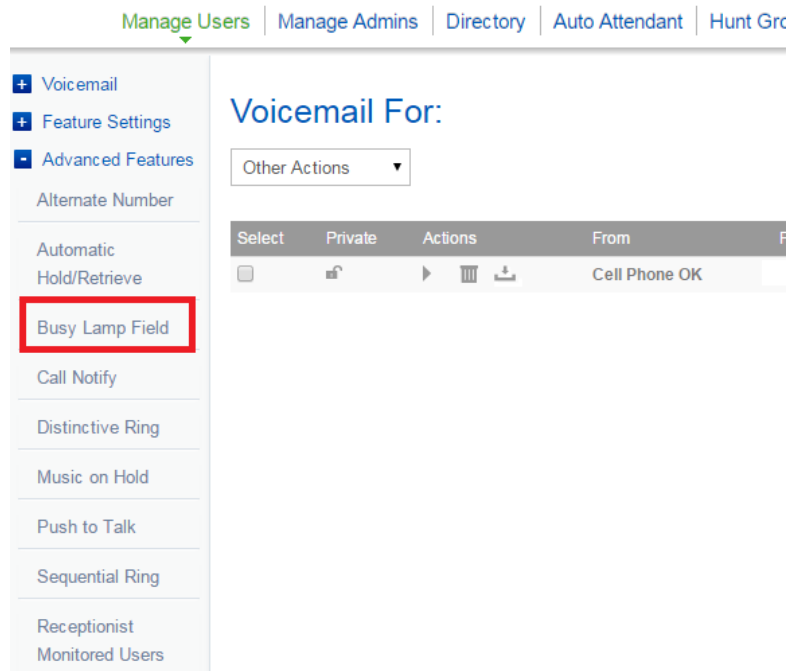 Manage Users Manage Admins Directory Auto Attendant Hunt
Voicemail
Feature Settings
Advanced Features
Alternate Number
Automatic
Hold/Retrieve
Busy Lamp Field
Call Notify
Distinctive Ring
Music on Hold
Push to Talk
Sequential Ring
Receptionist
Monitored Users
Voicemail For:
Other Actions
Select Private Actions From
Cell Phone OK